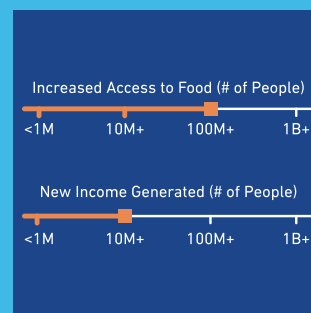 Increased Access to Food (# of People)
<1M 10M+ 100M+ 1B+
New Income Generated (# of People)
<1M 10M+ 100M+ 1B+